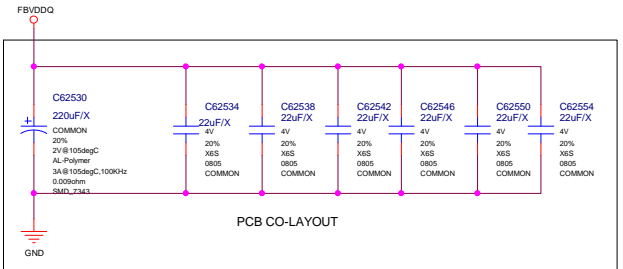 FBVDDQ
C62530
220uF/X
COMMON
20%
2V@105degC
AL-Polymer
3A@105degC,100KHz
0.009ohm
SMD_7343
C62534
22uF/X
4V
20%
X6S
0805
COMMON
C62538
22uF/X
4V
20%
X6S
0805
COMMON
C62542
22uF/X
4V
20%
X6S
0805
COMMON
C62546
22uF/X
4V
20%
X6S
0805
COMMON
C62550
22uF/X
4V
20%
X6S
0805
COMMON
C62554
22uF/X
4V
20%
X6S
0805
COMMON
PCB CO-LAYOUT
GND